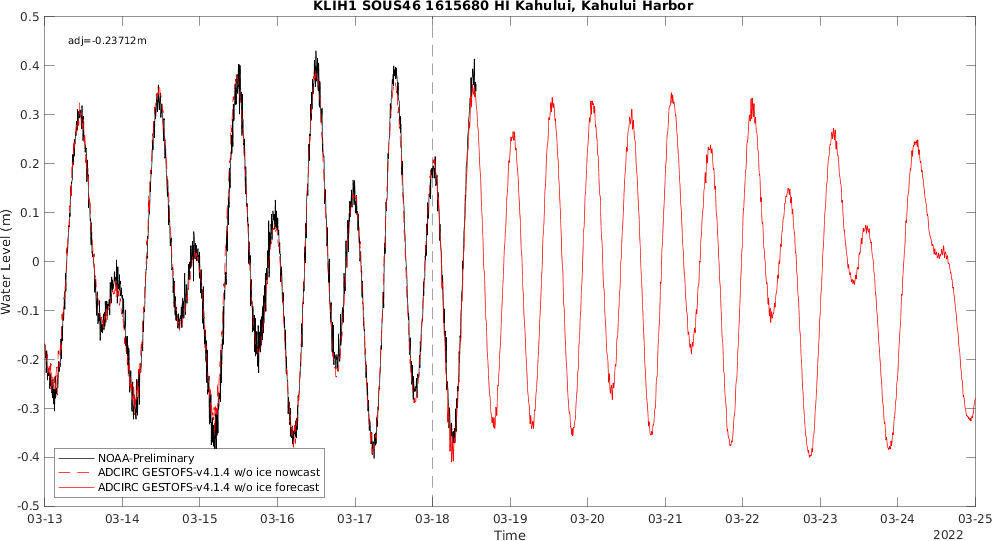 KLIH1 SOUS46 1615680 HI Kahului, Kahului Harbor
adj=-0.23712m
0.5
0.4
0.3
0.2
0.1
0
-0.1
-0.2
-0.3
-0.4
-0.5
Water Level (m)
NOAA-Preliminary
ADCIRC GESTOFS-v4.1.4 w/o ice nowcast
ADCIRC GESTOFS-v4.1.4 w/o ice forecast
03-13 03-14 03-15 03-16 03-17 03-18 03-19 03-20 03-21 03-22 03-23 03-24 03-25
Time
2022